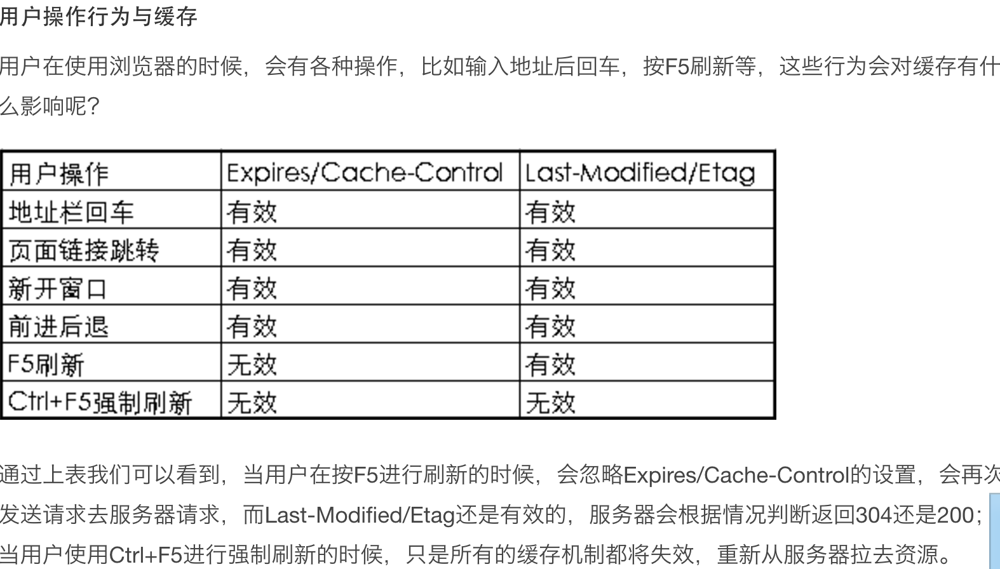 用户操作行为与缓存
用户在使用浏览器的时候，会有各种操作，比如输入地址后回车，按F5刷新等，这些行为会对缓存有什
么影响呢？
用户操作 Expires/Cache-Control Last-Modified/Etag
地址栏回车 有效 有效
页面链接跳转 有效 有效
新开窗口 有效 有效
前进后退 有效 有效
F5刷新 无效 有效
Ctrl+F5强制刷新 无效 无效
通过上表我们可以看到，当用户在按F5进行刷新的时候，会忽略Expires/Cache-Control的设置，会再次
发送请求去服务器请求，而Last-Modified/Etag还是有效的，服务器会根据情况判断返回304还是200；
当用户使用Ctrl+F5进行强制刷新的时候，只是所有的缓存机制都将失效，重新从服务器拉去资源。